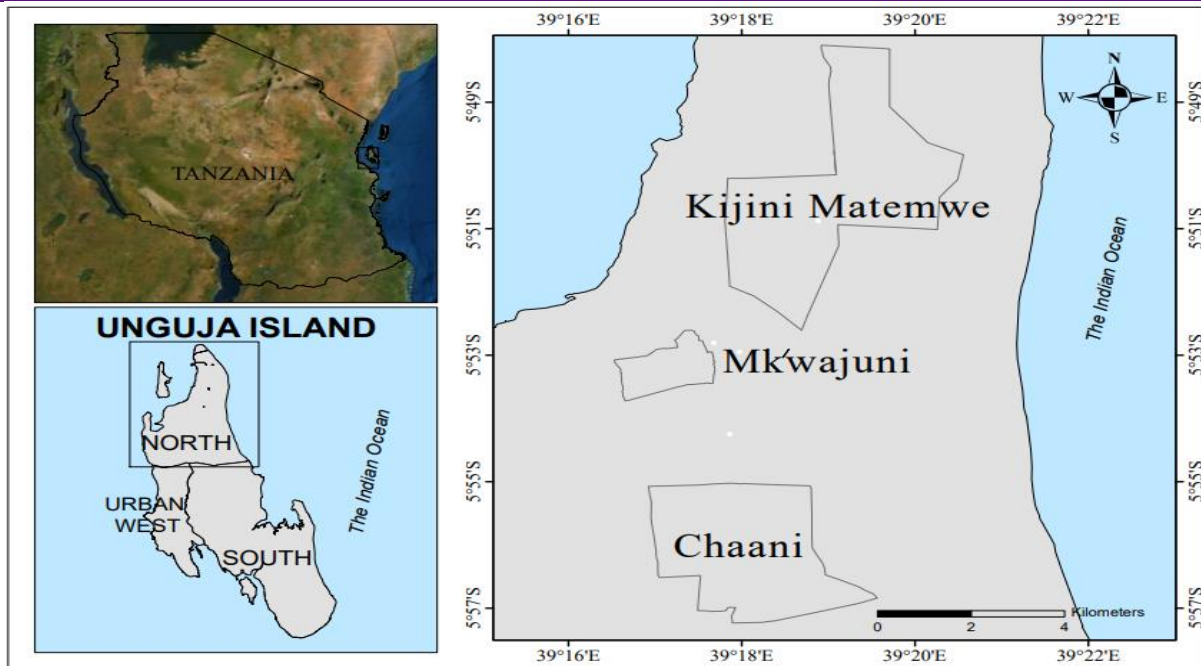 TANZANIA
UNGUJA ISLAND
NORTH
URBAN
WEST
SOUTH
The Indian Ocean
39°16'E 39°18'E 39°20'E 39°22'E
N
W E
S
5°49'S 5°49'S
Kijini Matemwe
5°51'S 5°51'S
The Indian Ocean
5°53'S 5°53'S
Mkwajuni
5°55'S 5°55'S
Chaani
5°57'S 5°57'S
Kilometers
0 2 4
39°16'E 39°18'E 39°20'E 39°22'E